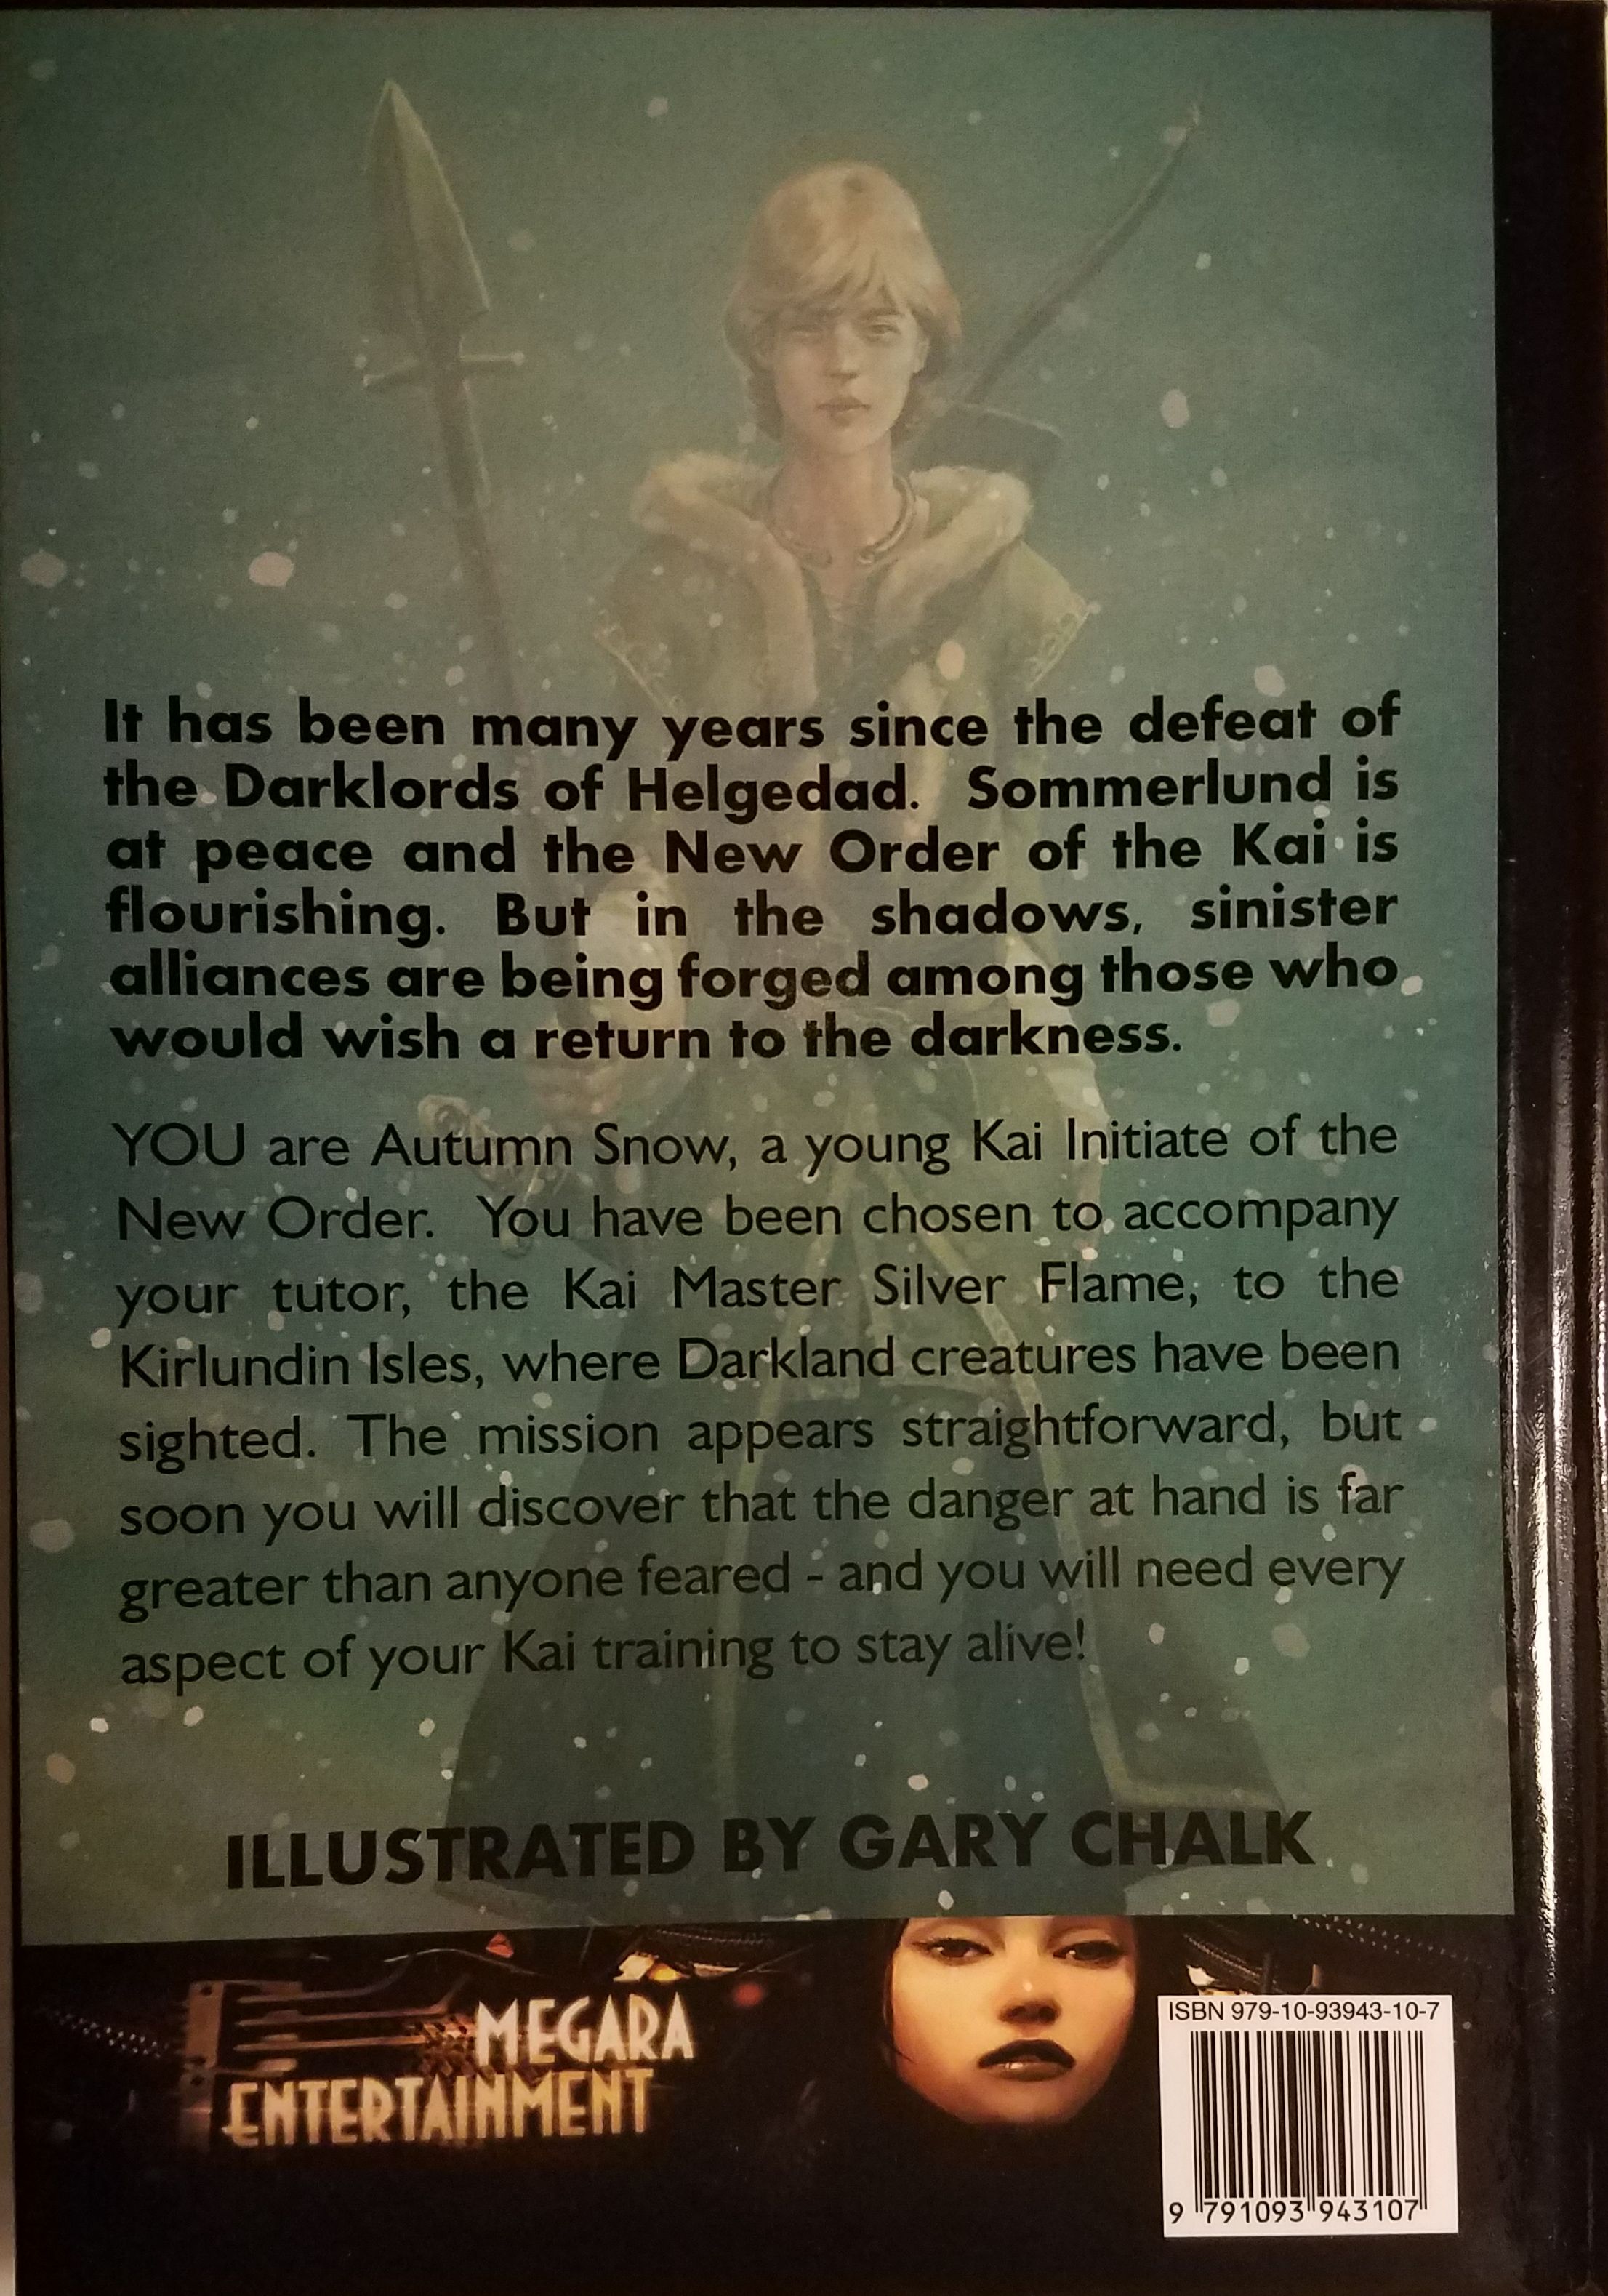 It has been many years since the defeat of
the Darklords of Helgedad. Sommerlund is
at peace and the New Order of the Kai is
flourishing. But in the shadows, sinister
alliances are being forged among those who
would wish a return to the darkness.
YOU are Autumn Snow, a young Kai Initiate of the
New Order. You have been chosen to accompany
your tutor, the Kai Master Silver Flame, to the
Kirlundin Isles, where Darkland creatures have been
sighted. The mission appears straightforward, but
soon you will discover that the danger at hand is far
greater than anyone feared - and you will need every
aspect of your Kai training to stay alive!
ILLUSTRATED BY GARY CHALK
MEGARA
ENTERTAINMENT
ISBN 979-10-93943-10-7
9 791093 943107